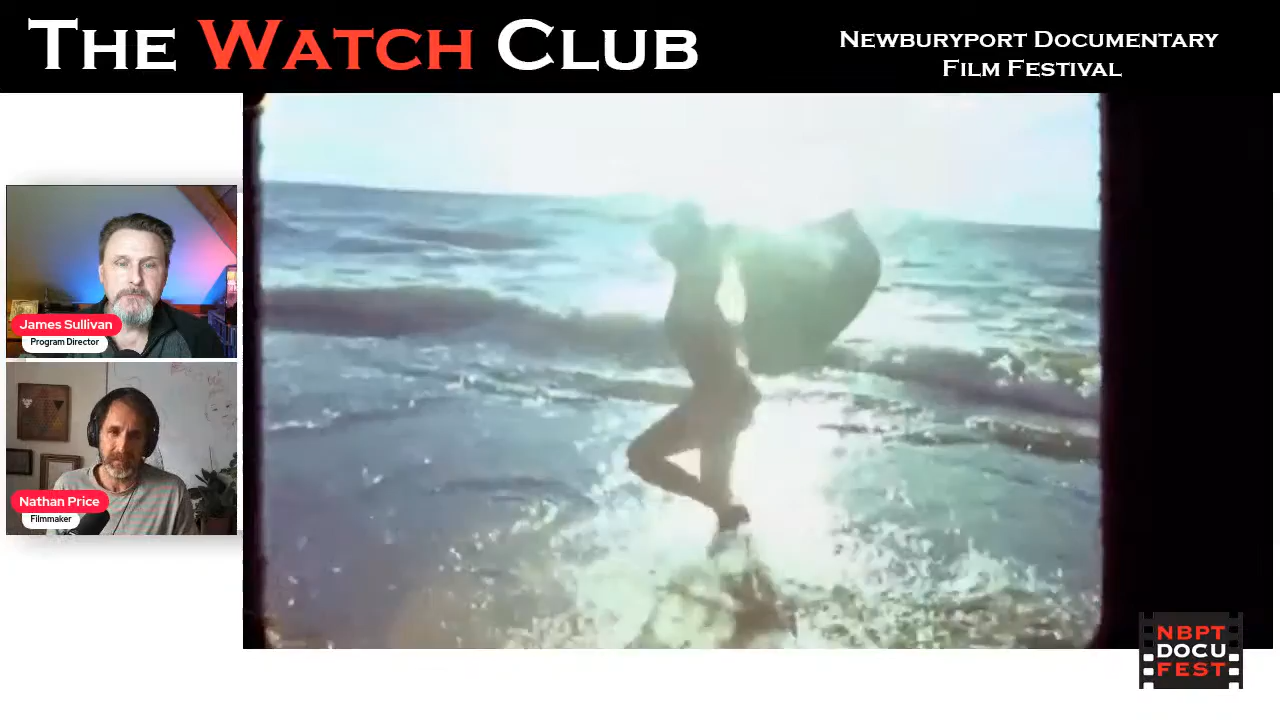 THE WATCH CLUB
NEWBURYPORT DOCUMENTARY
FILM FESTIVAL
James Sullivan
Program Director
Nathan Price
Filmmaker
NBPT
DOCU
FEST